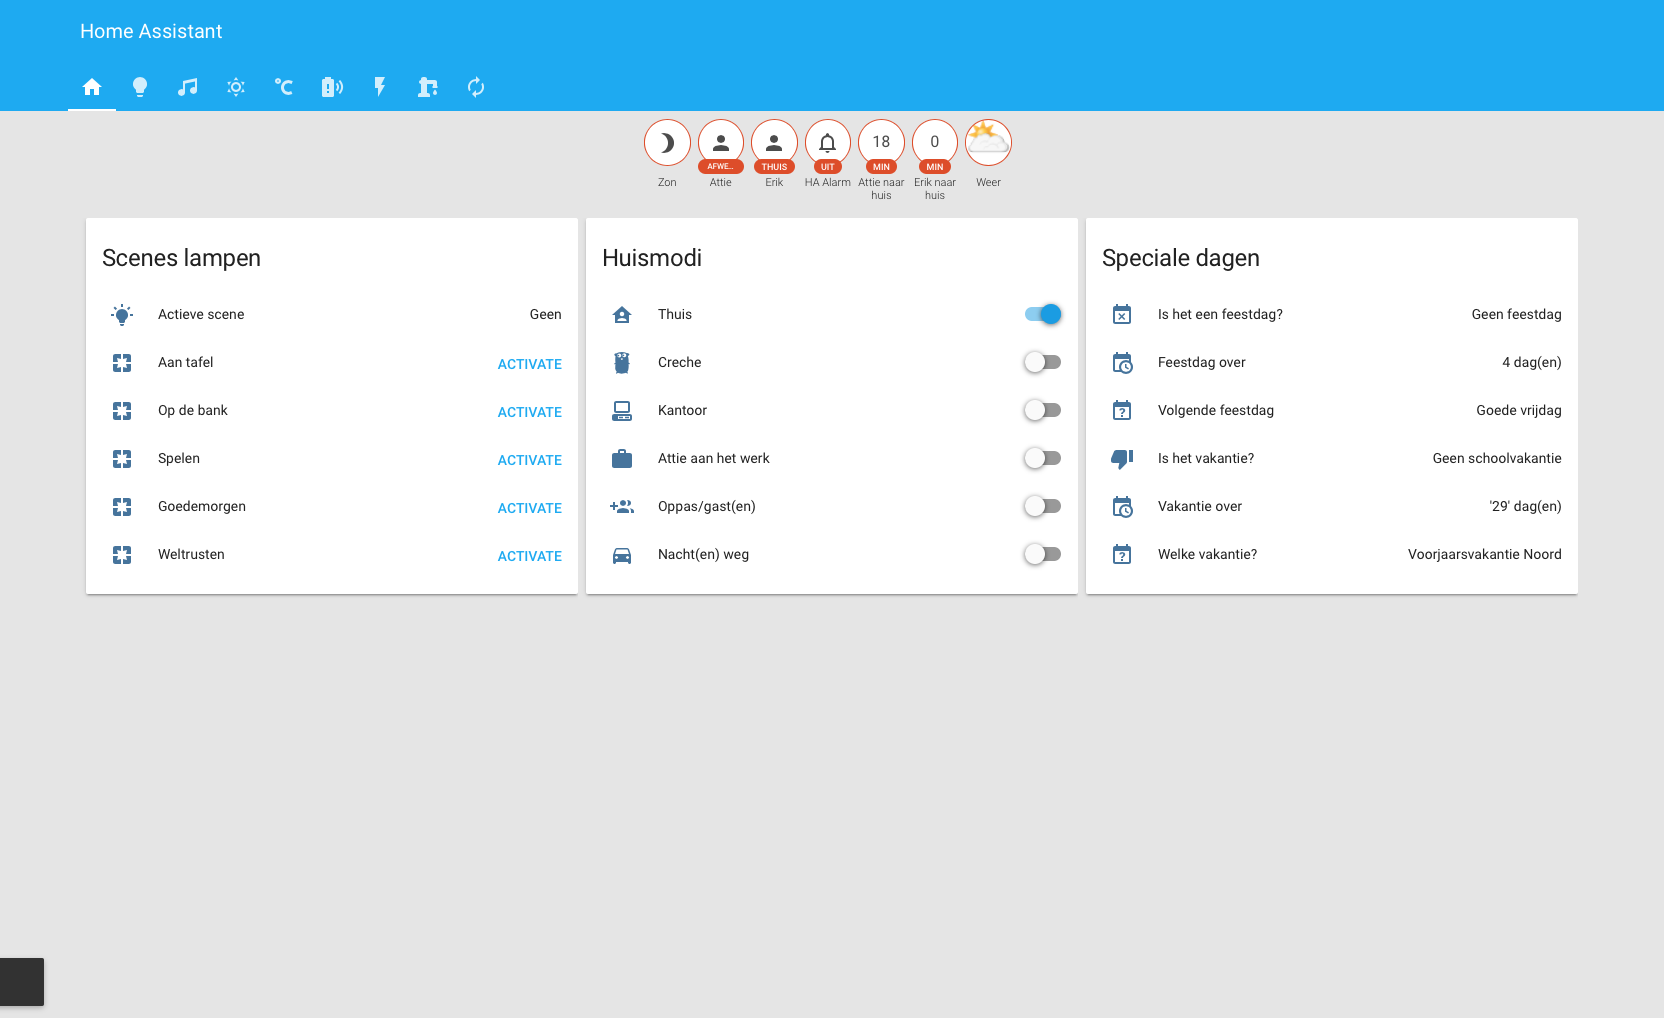 Home Assistant
°C
AFWE...
THUIS
UIT
18
MIN
0
MIN
Zon
Attie
Erik
HA Alarm
Attie naar
huis
Erik naar
huis
Weer
Scenes lampen
Actieve scene
Geen
Aan tafel
ACTIVATE
Op de bank
ACTIVATE
Spelen
ACTIVATE
Goedemorgen
ACTIVATE
Weltrusten
ACTIVATE
Huismodi
Thuis
Creche
Kantoor
Attie aan het werk
Oppas/gast(en)
Nacht(en) weg
Speciale dagen
Is het een feestdag?
Geen feestdag
Feestdag over
4 dag(en)
Volgende feestdag
Goede vrijdag
Is het vakantie?
Geen schoolvakantie
Vakantie over
'29' dag(en)
Welke vakantie?
Voorjaarsvakantie Noord